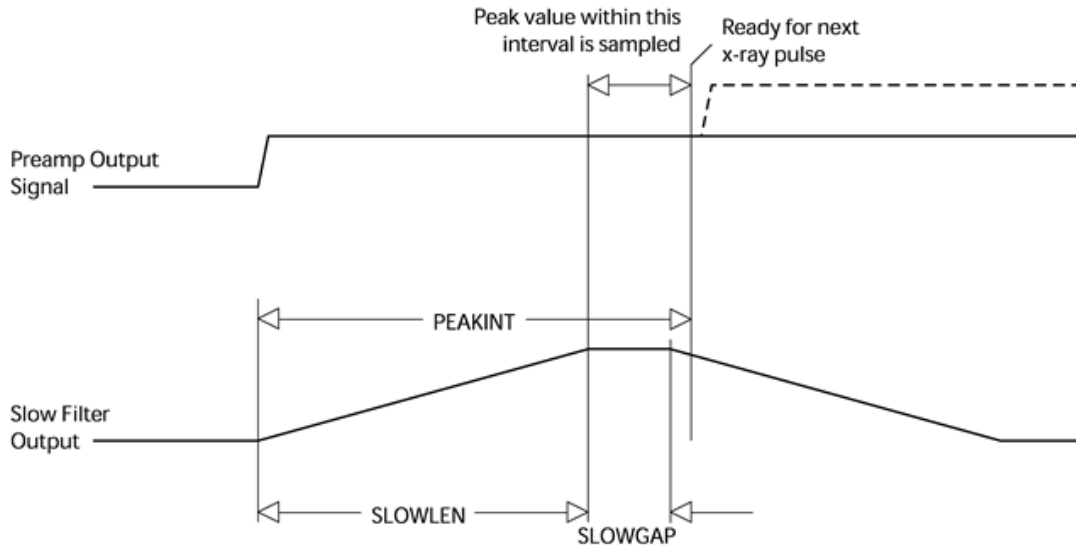 Peak value within this
interval is sampled
Ready for next
x-ray pulse
Preamp Output
Signal
PEAKINT
Slow Filter
Output
SLOWLEN
SLOWGAP